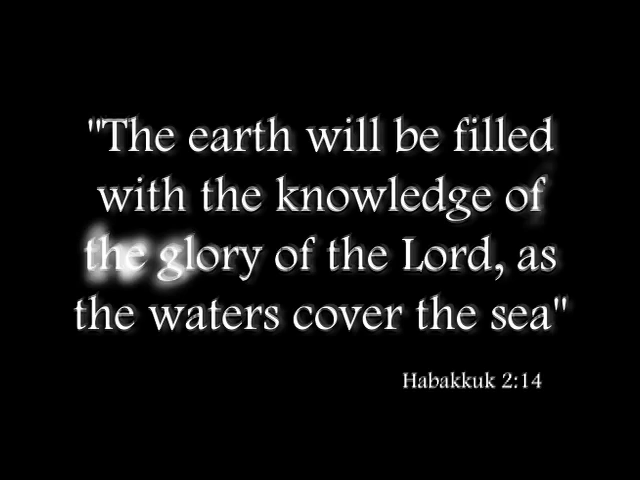 "The earth will be filled
with the knowledge of
the glory of the Lord, as
the waters cover the sea"
Habakkuk 2:14